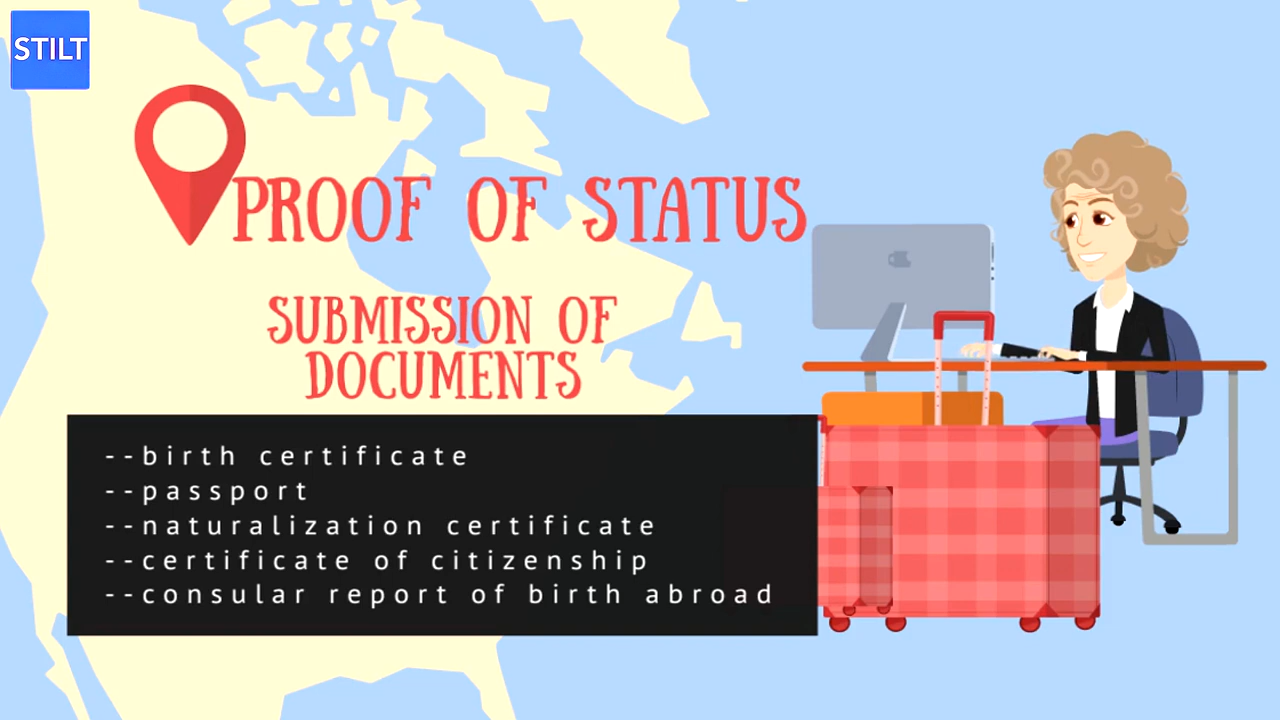 STILT
PROOF OF STATUS
SUBMISSION OF
DOCUMENTS
--birth certificate
--passport
--naturalization certificate
--certificate of citizenship
--consular report of birth abroad